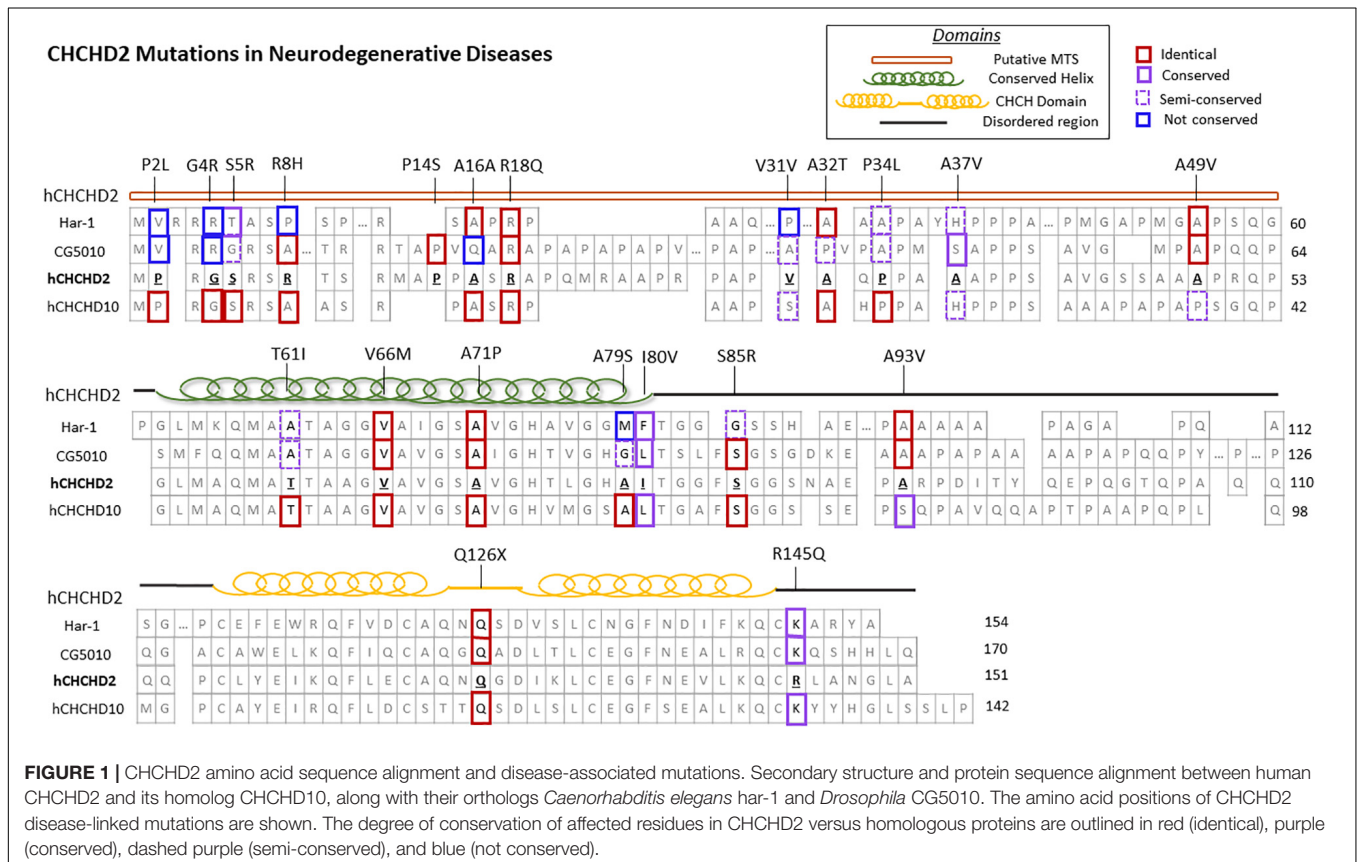 CHCHD2 Mutations in Neurodegenerative Diseases
Domains
Putative MTS
Conserved Helix
CHCH Domain
Disordered region
Identical
Conserved
Semi-conserved
Not conserved
P2L G4R S5R R8H P14S A16A R18Q V31V A32T P34L A37V A49V
hCHCHD2
Har-1 M V R R R T A S P S P ... R S A P R P A A Q ... P A A A P A Y H P P P A ... P M G A P M G A P S Q G 60
CG5010 M V R R G R S A ... T R R T A P V Q A R A P A P A P A P V ... P A P ... A P V P A P M S A P P S A V G M P A P Q Q P 64
hCHCHD2 M P R G S R S R T S R M A P P A S R A P Q M R A A P R P A P V A Q P P A A P P S A V G S S A A A P R Q P 53
hCHCHD10 M P R G S R S A A S R P A S R P A A P S A H P P A H P P P S A A A P A P A P S G Q P 42
T61I V66M A71P A79S I80V S85R A93V
hCHCHD2
Har-1 P G L M K Q M A A T A G G V A I G S A V G H A V G G M F T G G G S S H A E ... P A A A A A P A G A P Q A 112
CG5010 S M F Q Q M A A T A G G V A V G S A I G H T V G H G L T S L F S G S G D K E A A A P A P A A A A P A P Q Q P Y ... P ... P 126
hCHCHD2 G L M A Q M A T T A A G V A V G S A V G H T L G H A I T G G F S G G S N A E P A R P D I T Y Q E P Q G T Q P A Q Q 110
hCHCHD10 G L M A Q M A T T A A G V A V G S A V G H V M G S A L T G A F S G G S S E P S Q P A V Q Q A P T P A A P Q P L Q 98
Q126X R145Q
hCHCHD2
Har-1 S G ... P C E F E W R Q F V D C A Q N Q S D V S L C N G F N D I F K Q C K A R Y A 154
CG5010 Q G A C A W E L K Q F I Q C A Q G Q A D L T L C E G F N E A L R Q C K Q S H H L Q 170
hCHCHD2 Q Q P C L Y E I K Q F L E C A Q N Q G D I K L C E G F N E V L K Q C R L A N G L A 151
hCHCHD10 M G P C A Y E I R Q F L D C S T T Q S D L S L C E G F S E A L K Q C K Y Y H G L S S L P 142
FIGURE 1 | CHCHD2 amino acid sequence alignment and disease-associated mutations. Secondary structure and protein sequence alignment between human
CHCHD2 and its homolog CHCHD10, along with their orthologs Caenorhabditis elegans har-1 and Drosophila CG5010. The amino acid positions of CHCHD2
disease-linked mutations are shown. The degree of conservation of affected residues in CHCHD2 versus homologous proteins are outlined in red (identical), purple
(conserved), dashed purple (semi-conserved), and blue (not conserved).